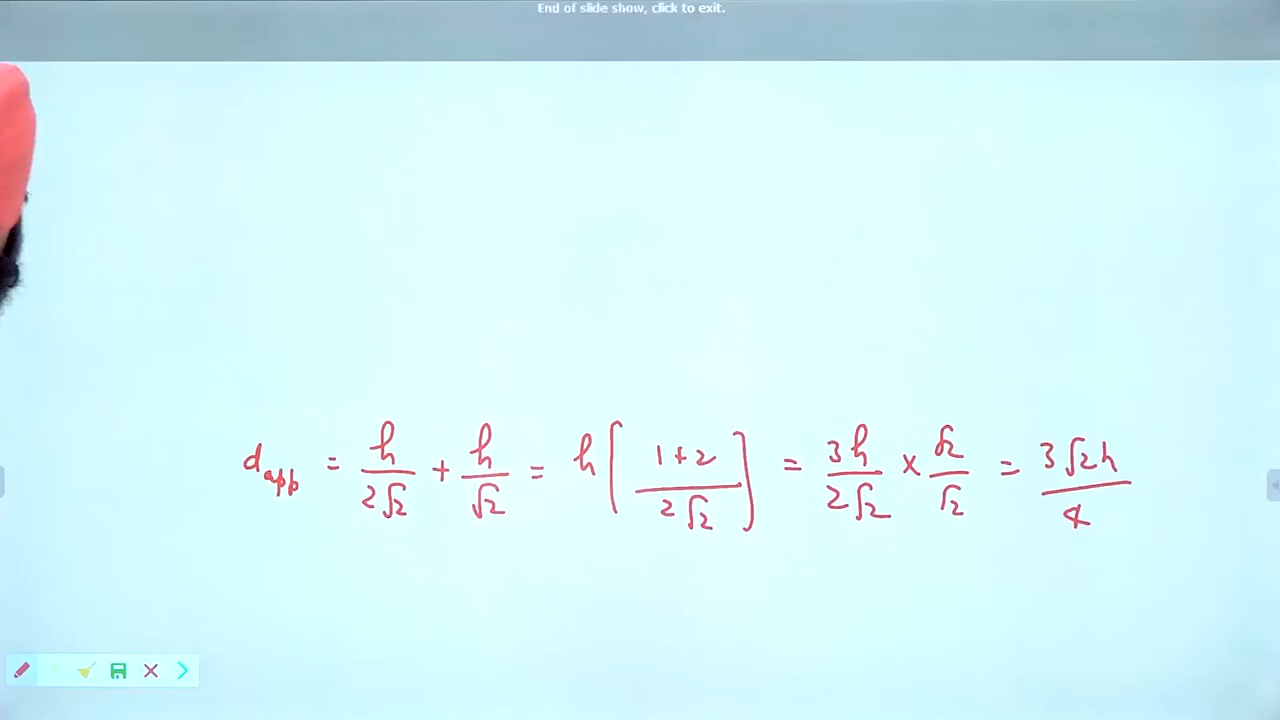 End of slide show, click to exit.
d_app = h/2√2 + h/√2 = h[(1+2)/2√2] = 3h/2√2 × √2/√2 = 3√2h/4